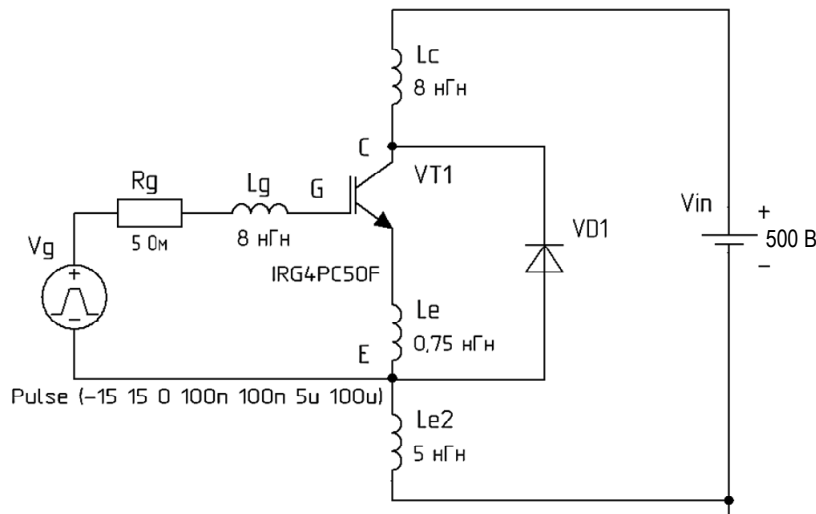 Lc
8 нГн
C
VT1
G
Lg
8 нГн
Rg
5 Ом
Vg
+
−
IRG4PC50F
VD1
Vin
+
500 В
−
Le
0,75 нГн
E
Pulse (-15 15 0 100n 100n 5u 100u)
Le2
5 нГн